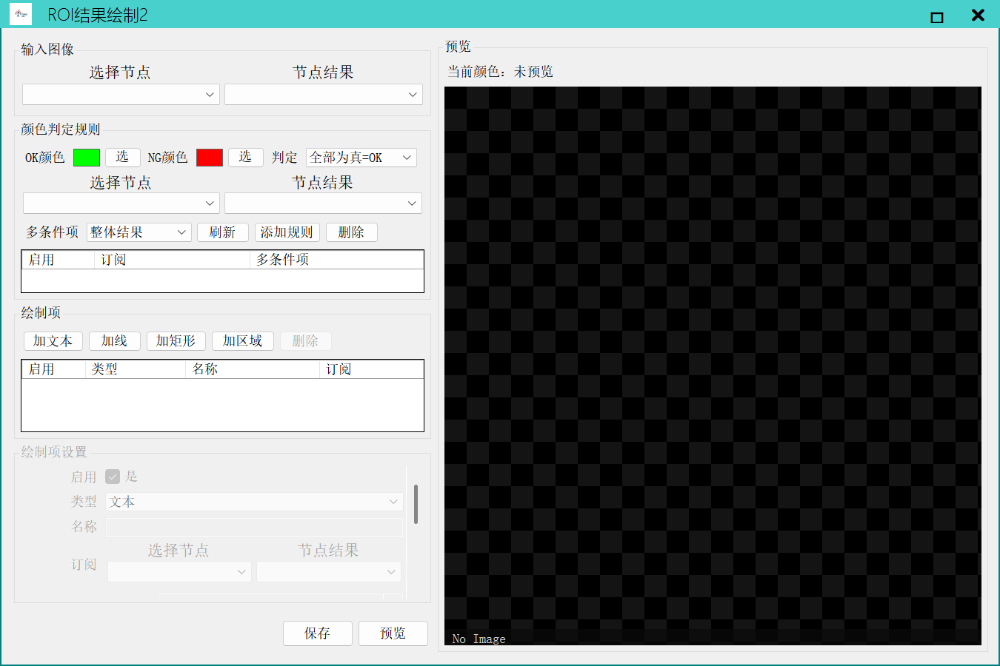 ROI结果绘制2
输入图像
选择节点 节点结果
颜色判定规则
OK颜色 选 NG颜色 选 判定 全部为真=OK
选择节点 节点结果
多条件项 整体结果 刷新 添加规则 删除
启用 订阅 多条件项
绘制项
加文本 加线 加矩形 加区域 删除
启用 类型 名称 订阅
绘制项设置
启用 是
类型 文本
名称
选择节点 节点结果
订阅
保存 预览
预览
当前颜色: 未预览
No Image